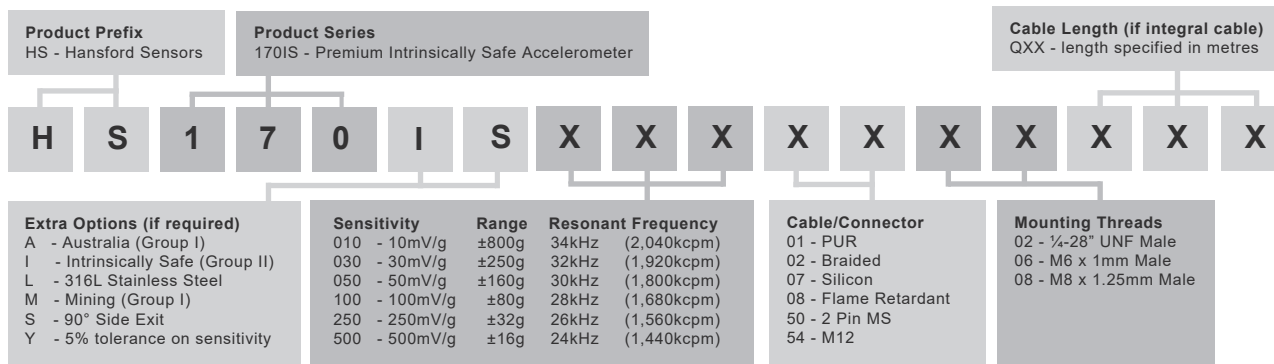 Product Prefix
HS - Hansford Sensors
Product Series
170IS - Premium Intrinsically Safe Accelerometer
Cable Length (if integral cable)
QXX - length specified in metres
H S 1 7 0 I S X X X X X X X X X X
Extra Options (if required)
A - Australia (Group I)
I - Intrinsically Safe (Group II)
L - 316L Stainless Steel
M - Mining (Group I)
S - 90° Side Exit
Y - 5% tolerance on sensitivity
Sensitivity Range Resonant Frequency
010 - 10mV/g ±800g 34kHz (2,040kcpm)
030 - 30mV/g ±250g 32kHz (1,920kcpm)
050 - 50mV/g ±160g 30kHz (1,800kcpm)
100 - 100mV/g ±80g 28kHz (1,680kcpm)
250 - 250mV/g ±32g 26kHz (1,560kcpm)
500 - 500mV/g ±16g 24kHz (1,440kcpm)
Cable/Connector
01 - PUR
02 - Braided
07 - Silicon
08 - Flame Retardant
50 - 2 Pin MS
54 - M12
Mounting Threads
02 - ¼-28” UNF Male
06 - M6 x 1mm Male
08 - M8 x 1.25mm Male